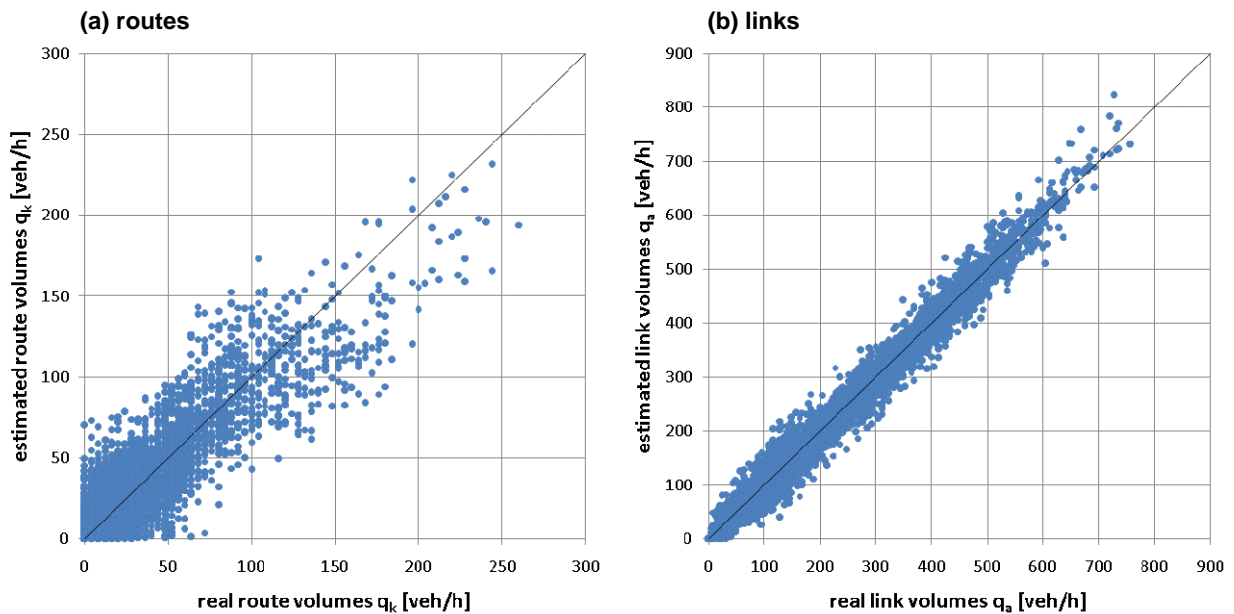 (a) routes
300
250
200
150
100
50
0
0 50 100 150 200 250 300
estimated route volumes qk [veh/h]
real route volumes qk [veh/h]
(b) links
900
800
700
600
500
400
300
200
100
0
0 100 200 300 400 500 600 700 800 900
estimated link volumes qa [veh/h]
real link volumes qa [veh/h]